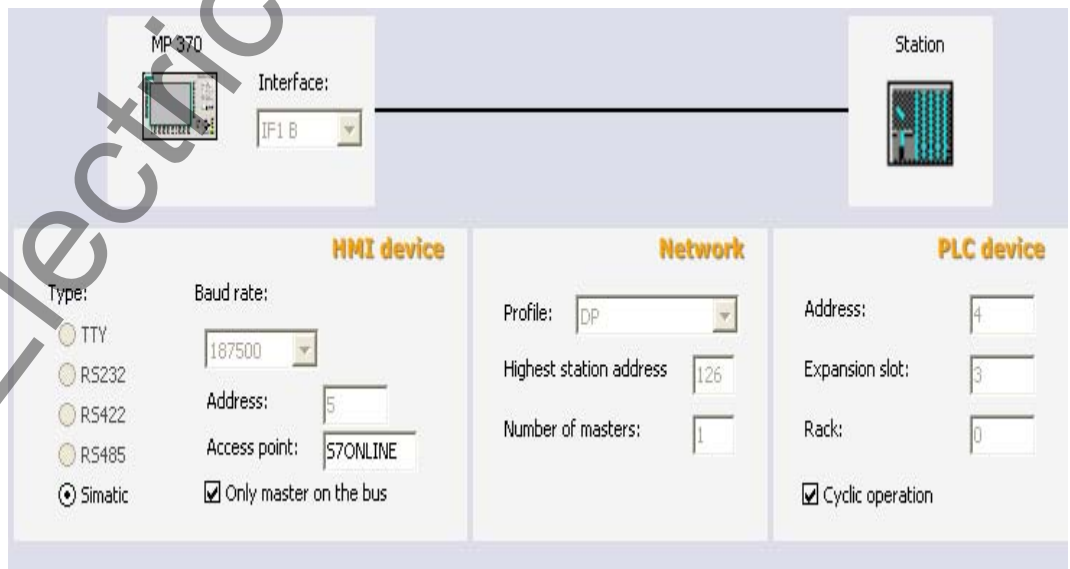 MP 370
Station
Interface:
IF1 B
HMI device
Type:
TTY
RS232
RS422
RS485
Simatic
Baud rate:
187500
Address: 5
Access point: S7ONLINE
Only master on the bus
Network
Profile: DP
Highest station address 126
Number of masters: 1
PLC device
Address: 4
Expansion slot: 3
Rack: 0
Cyclic operation
Electric